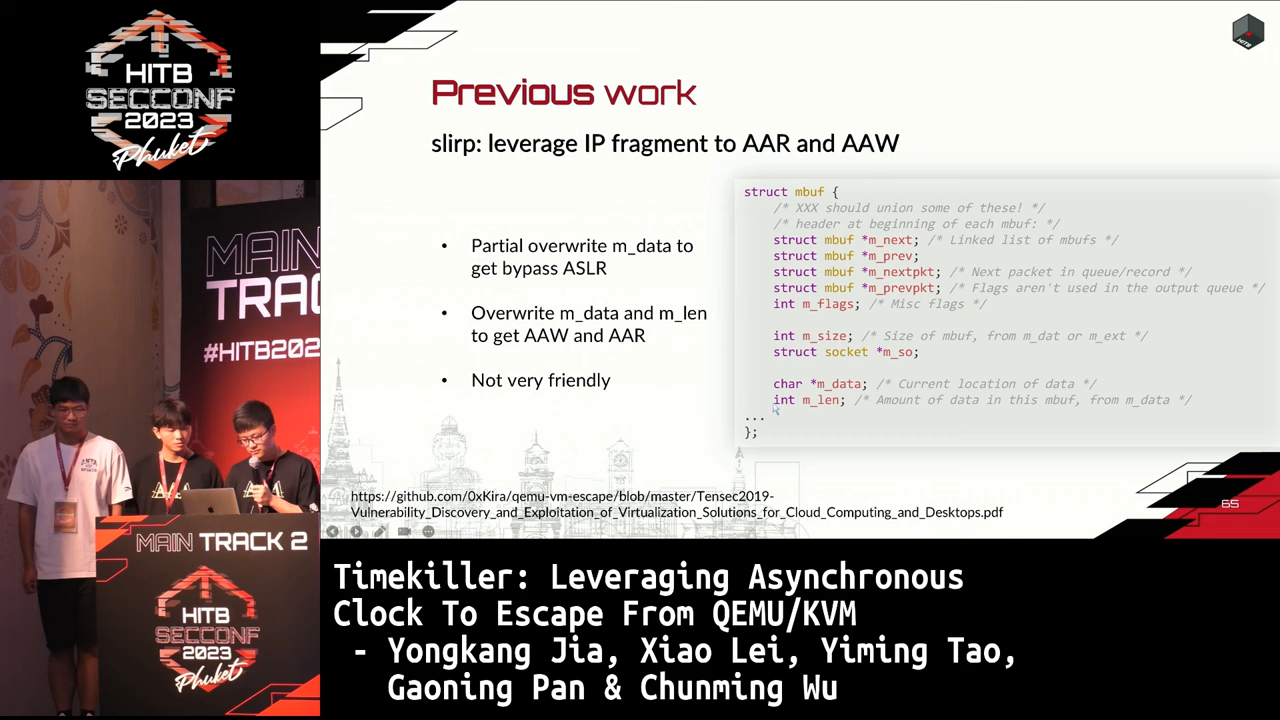 HITB
SECCONF
2023
Phuket
MAIN
TRAC
#HITB202
MAIN TRACK 2
HITB
SECCONF
2023
Phuket
HITB
Previous work
slirp: leverage IP fragment to AAR and AAW
• Partial overwrite m_data to
get bypass ASLR
• Overwrite m_data and m_len
to get AAW and AAR
• Not very friendly
struct mbuf {
/* XXX should union some of these! */
/* header at beginning of each mbuf: */
struct mbuf *m_next; /* Linked list of mbufs */
struct mbuf *m_prev;
struct mbuf *m_nextpkt; /* Next packet in queue/record */
struct mbuf *m_prevpkt; /* Flags aren't used in the output queue */
int m_flags; /* Misc flags */
int m_size; /* Size of mbuf, from m_dat or m_ext */
struct socket *m_so;
char *m_data; /* Current location of data */
int m_len; /* Amount of data in this mbuf, from m_data */
...
};
https://github.com/0xKira/qemu-vm-escape/blob/master/Tensec2019-
Vulnerability_Discovery_and_Exploitation_of_Virtualization_Solutions_for_Cloud_Computing_and_Desktops.pdf
65
Timekiller: Leveraging Asynchronous
Clock To Escape From QEMU/KVM
- Yongkang Jia, Xiao Lei, Yiming Tao,
Gaoning Pan & Chunming Wu